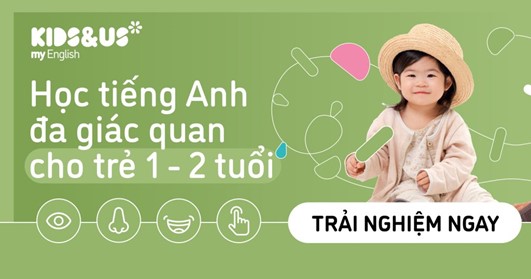 KIDS&US
my English
Học tiếng Anh
đa giác quan
cho trẻ 1 - 2 tuổi
TRẢI NGHIỆM NGAY